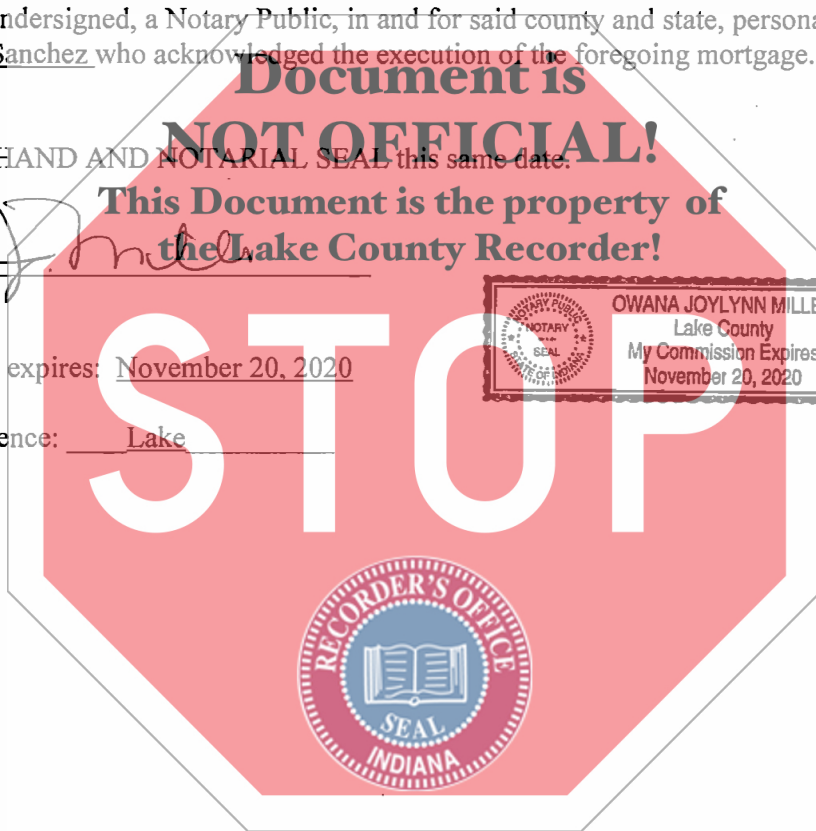 ndersigned, a Notary Public, in and for said county and state, persona
Sanchez who acknowledged the execution of the foregoing mortgage.
Document is
NOT OFFICIAL!
HAND AND NOTARIAL SEAL this same date.
This Document is the property of
the Lake County Recorder!
OWANA JOYLYNN MILLE
Lake County
My Commission Expires
November 20, 2020
NOTARY PUBLIC
NOTARY
SEAL
STATE OF INDIANA
expires: November 20, 2020
ence: Lake
STOP
RECORDER'S OFFICE
SEAL
INDIANA